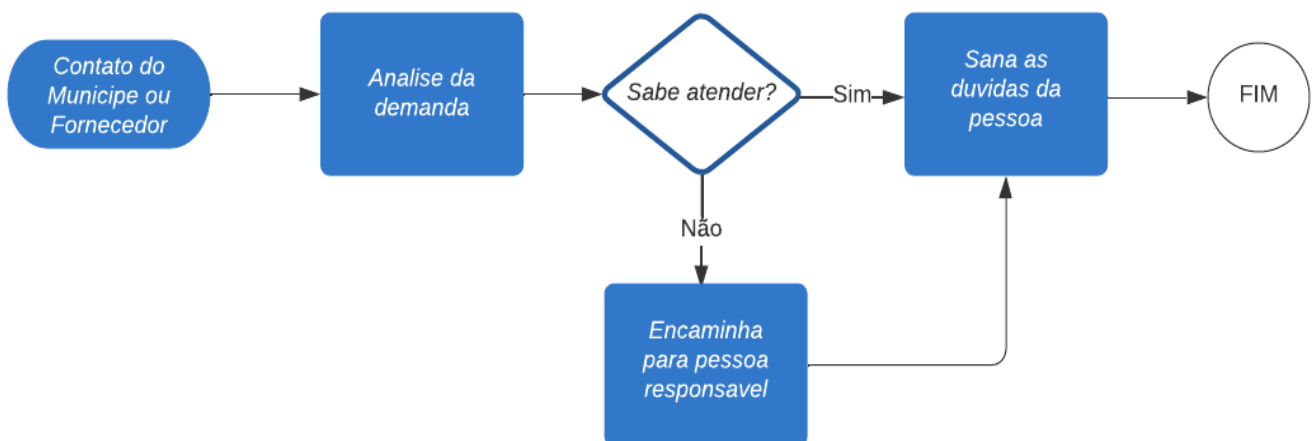 Contato do
Municipe ou
Fornecedor
Analise da
demanda
Sabe atender?
Sim
Sana as
duvidas da
pessoa
FIM
Não
Encaminha
para pessoa
responsavel